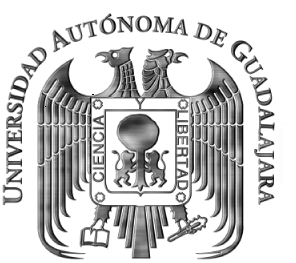 UNIVERSIDAD AUTÓNOMA DE GUADALAJARA
CIENCIA
LIBERTAD